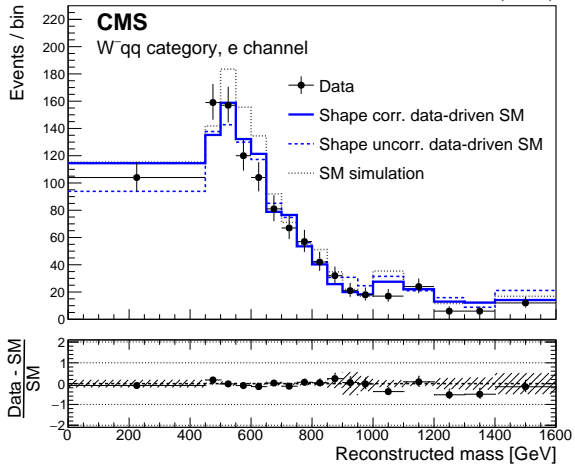 CMS
W⁻qq category, e channel
Data
Shape corr. data-driven SM
Shape uncorr. data-driven SM
SM simulation
Events / bin
220
200
180
160
140
120
100
80
60
40
20
0
Data - SM
SM
2
1
0
−1
−2
0 200 400 600 800 1000 1200 1400 1600
Reconstructed mass [GeV]